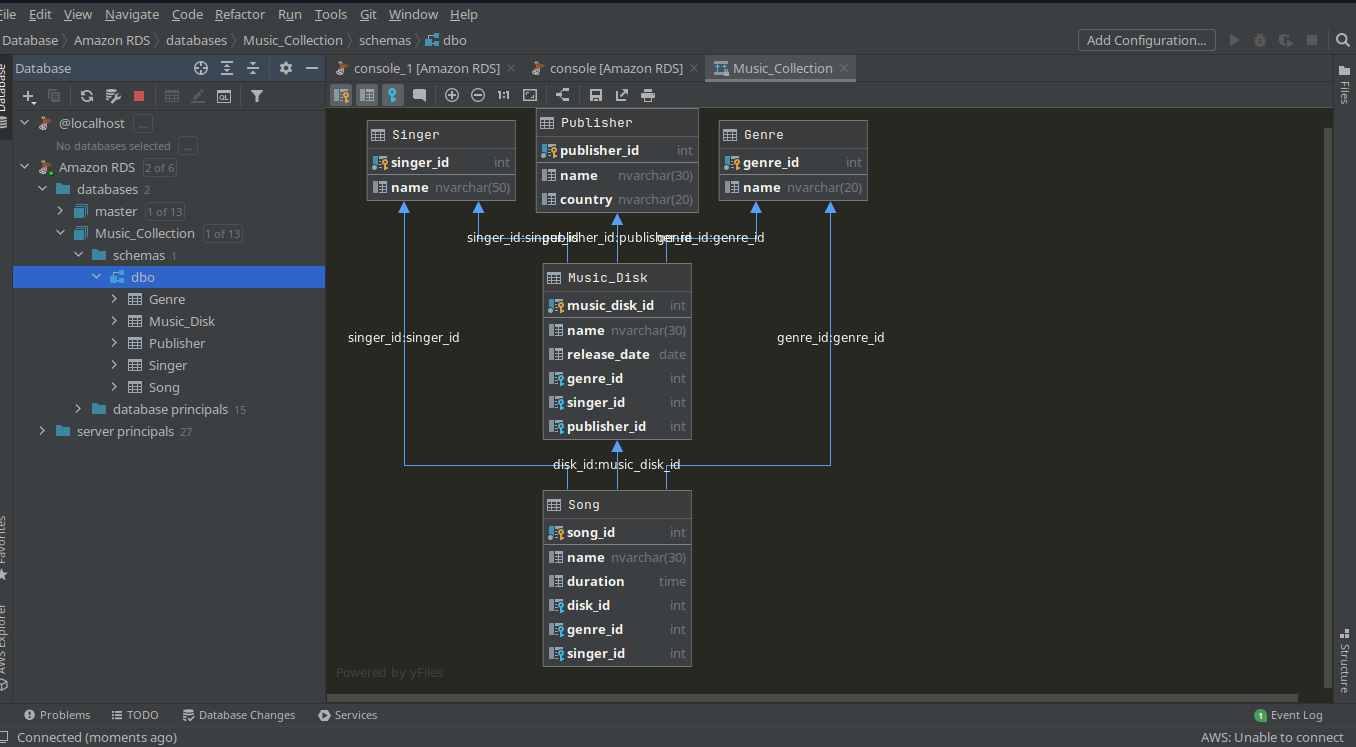 File Edit View Navigate Code Refactor Run Tools Git Window Help
Database Amazon RDS databases Music_Collection schemas dbo Add Configuration...
Database
Database
console_1 [Amazon RDS] console [Amazon RDS] Music_Collection
Files
1:1
QL
@localhost ...
No databases selected ...
Amazon RDS 2 of 6
databases 2
master 1 of 13
Music_Collection 1 of 13
schemas 1
dbo
Genre
Music_Disk
Publisher
Singer
Song
database principals 15
server principals 27
Favorites
AWS Explorer
Singer
singer_id int
name nvarchar(50)
Publisher
publisher_id int
name nvarchar(30)
country nvarchar(20)
Genre
genre_id int
name nvarchar(20)
singer_id:singer_id
publisher_id:publisher_id
genre_id:genre_id
Music_Disk
music_disk_id int
name nvarchar(30)
release_date date
genre_id int
singer_id int
publisher_id int
singer_id:singer_id
genre_id:genre_id
disk_id:music_disk_id
Song
song_id int
name nvarchar(30)
duration time
disk_id int
genre_id int
singer_id int
Powered by yFiles
Structure
Problems TODO Database Changes Services 1 Event Log
Connected (moments ago) AWS: Unable to connect